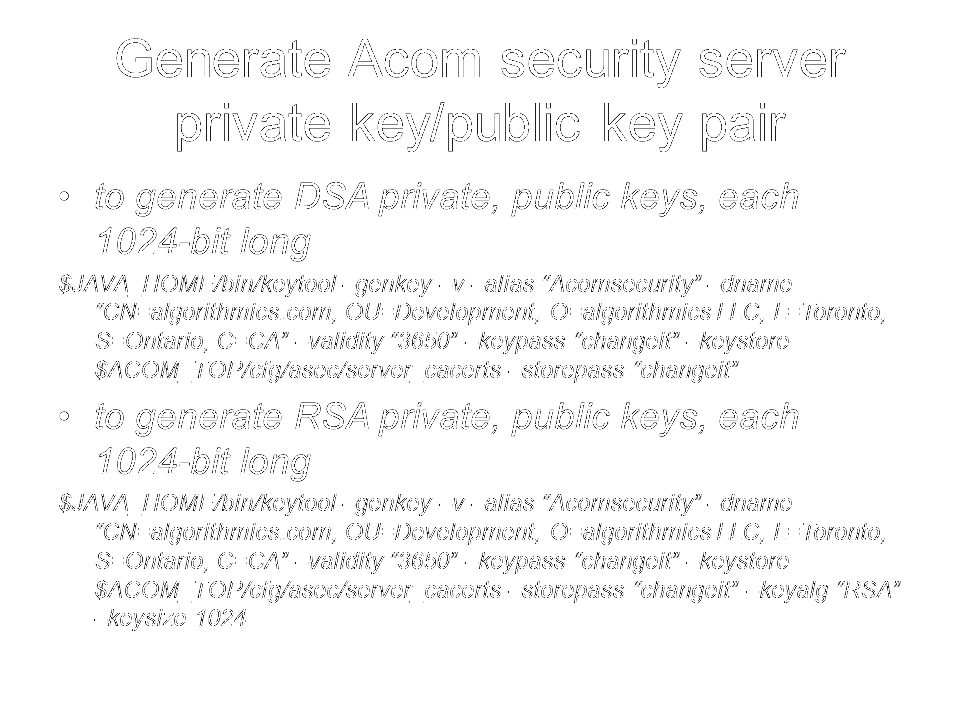 Generate Acom security server
private key/public key pair
• to generate DSA private, public keys, each
1024-bit long
$JAVA_HOME/bin/keytool - genkey - v - alias “Acomsecurity” - dname
“CN=algorithmics.com, OU=Development, O=algorithmics LLC, L=Toronto,
S=Ontario, C=CA” - validity “3650” - keypass “changeit” - keystore
$ACOM_TOP/cfg/asec/server_cacerts - storepass “changeit”
• to generate RSA private, public keys, each
1024-bit long
$JAVA_HOME/bin/keytool - genkey - v - alias “Acomsecurity” - dname
“CN=algorithmics.com, OU=Development, O=algorithmics LLC, L=Toronto,
S=Ontario, C=CA” - validity “3650” - keypass “changeit” - keystore
$ACOM_TOP/cfg/asec/server_cacerts - storepass “changeit” - keyalg “RSA”
- keysize 1024